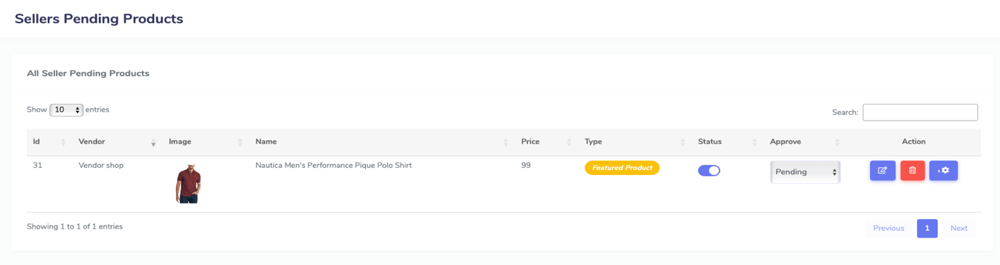 Sellers Pending Products
All Seller Pending Products
Show 10 entries
Search:
Id Vendor Image Name Price Type Status Approve Action
31 Vendor shop Nautica Men's Performance Pique Polo Shirt 99 Featured Product Pending
Showing 1 to 1 of 1 entries
Previous 1 Next